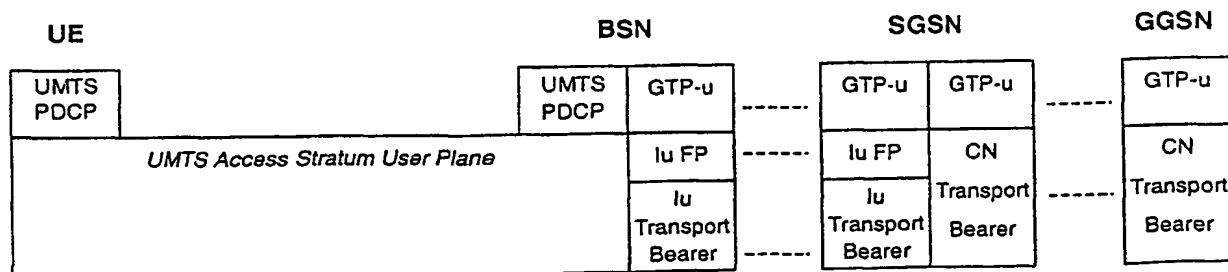 UE
BSN
SGSN
GGSN
UMTS
PDCP
UMTS
PDCP
GTP-u
GTP-u
GTP-u
GTP-u
UMTS Access Stratum User Plane
Iu FP
Iu
Transport
Bearer
Iu FP
Iu
Transport
Bearer
CN
Transport
Bearer
CN
Transport
Bearer